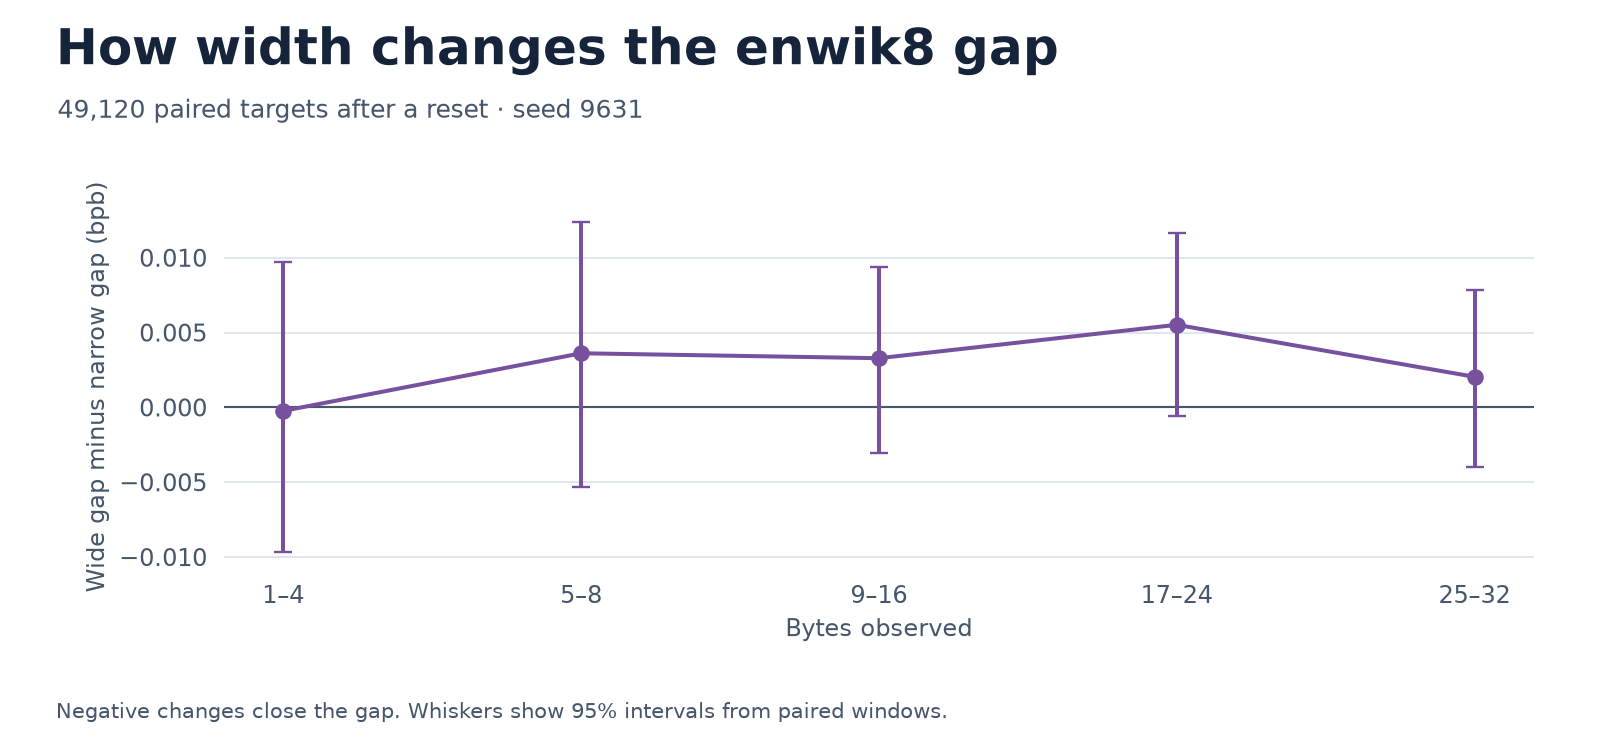 How width changes the enwik8 gap
49,120 paired targets after a reset · seed 9631
Wide gap minus narrow gap (bpb)
0.010
0.005
0.000
−0.005
−0.010
1–4
5–8
9–16
17–24
25–32
Bytes observed
Negative changes close the gap. Whiskers show 95% intervals from paired windows.